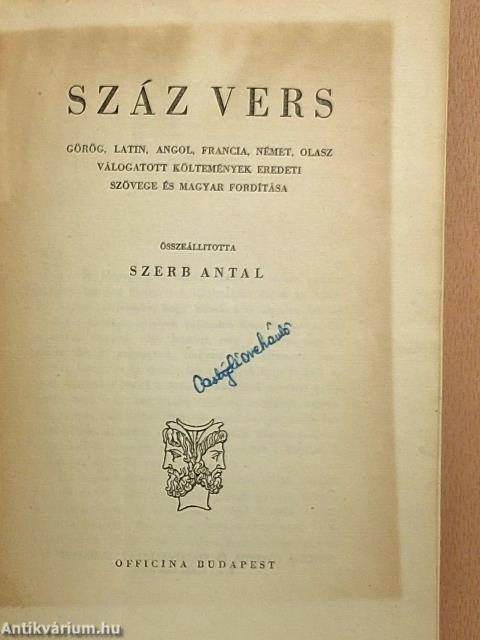 SZÁZ VERS
GÖRÖG, LATIN, ANGOL, FRANCIA, NÉMET, OLASZ
VÁLOGATOTT KÖLTEMÉNYEK EREDETI
SZÖVEGE ÉS MAGYAR FORDÍTÁSA
ÖSSZEÁLLITOTTA
SZERB ANTAL
OFFICINA BUDAPEST
Antikvárium.hu